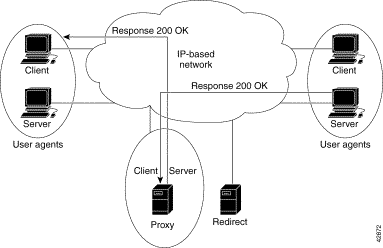 Response 200 OK
IP-based
network
Client
Client
Response 200 OK
Server
Server
User agents
User agents
Client
Server
Proxy
Redirect
42872